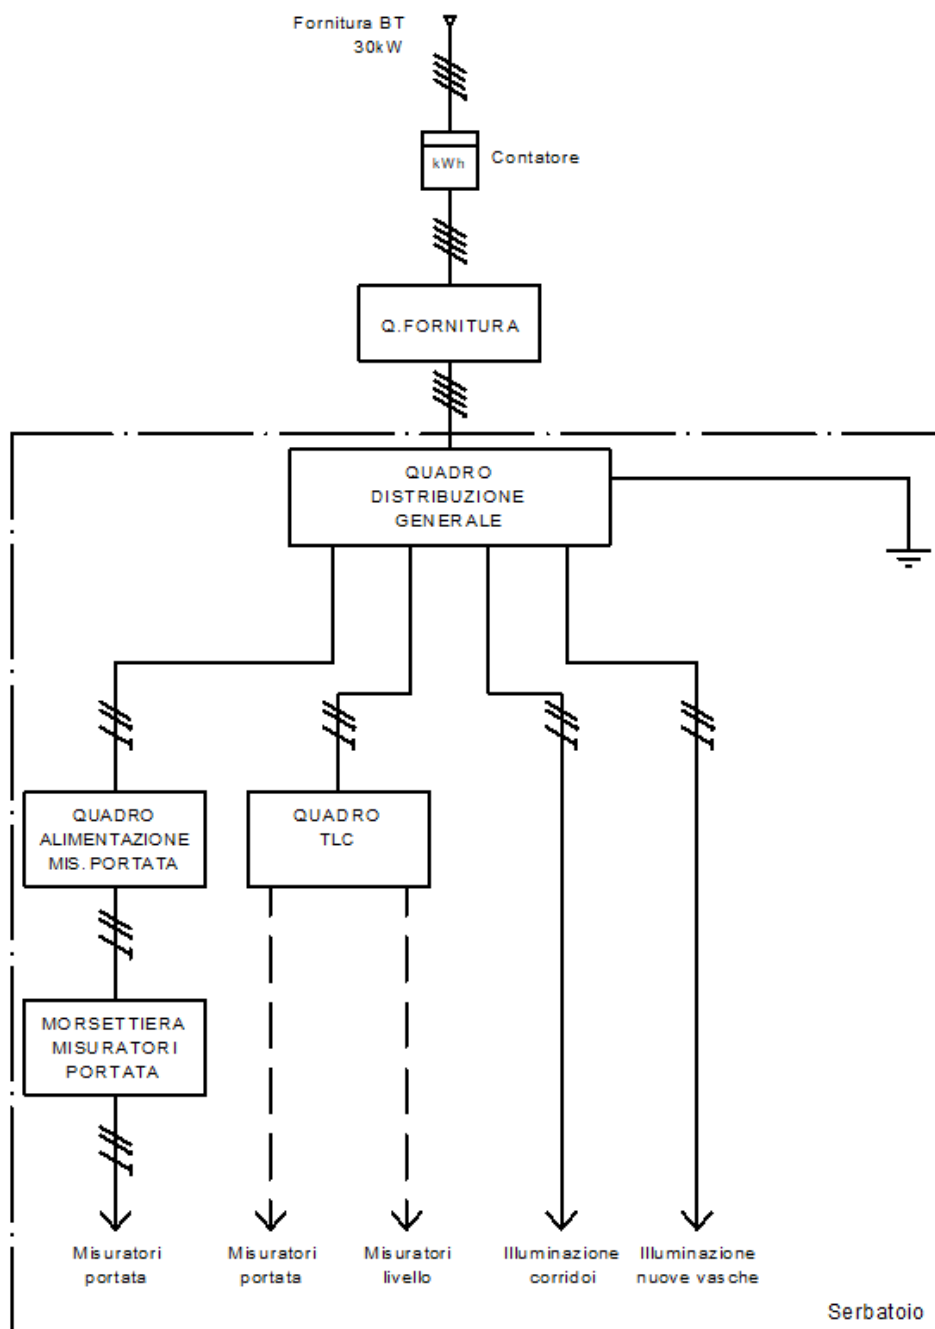 Fornitura BT
30kW
kWh
Contatore
Q.FORNITURA
QUADRO
DISTRIBUZIONE
GENERALE
QUADRO
ALIMENTAZIONE
MIS.PORTATA
QUADRO
TLC
MORSETTIERA
MISURATORI
PORTATA
Misuratori
portata
Misuratori
portata
Misuratori
livello
Illuminazione
corridoi
Illuminazione
nuove vasche
Serbatoio